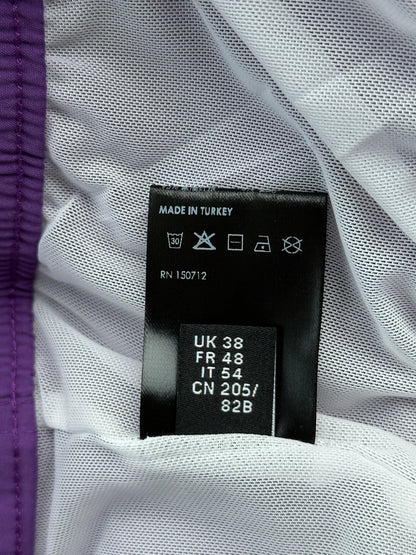 MADE IN TURKEY
30
RN 150712
UK 38
FR 48
IT 54
CN 205/
82B